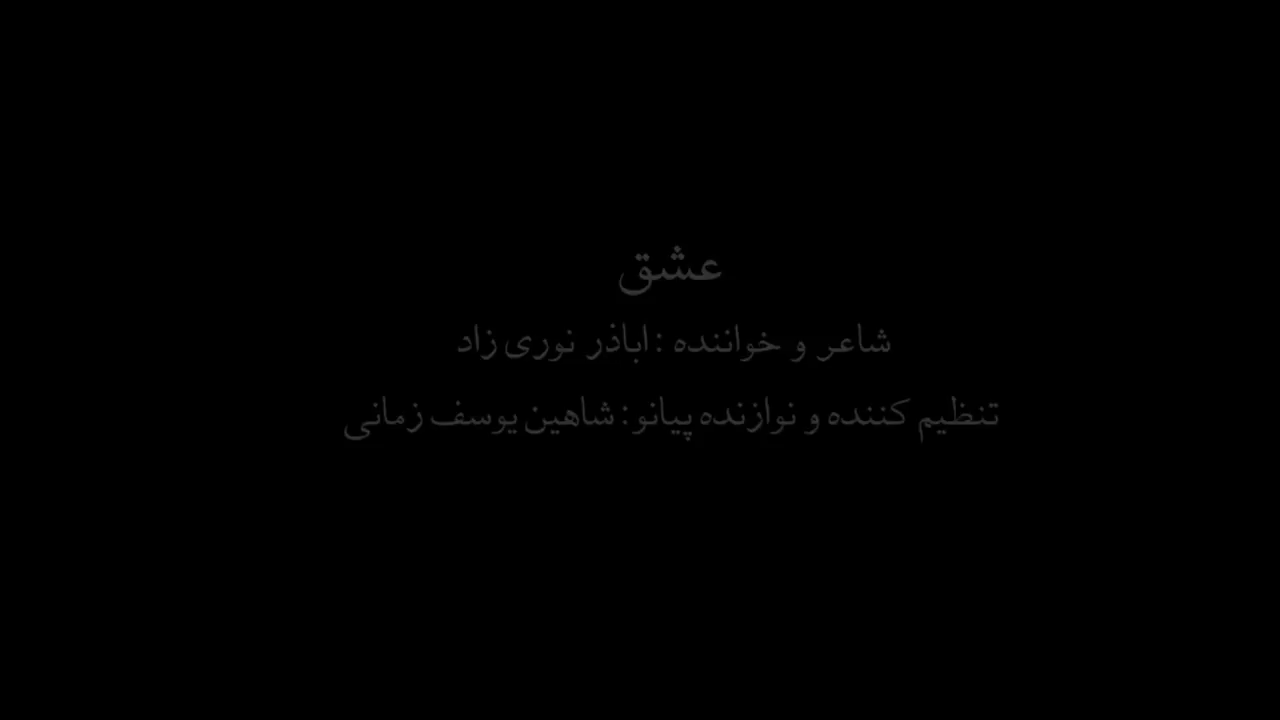 عشق
شاعر و خواننده : اباذر نوری زاد
تنظیم کننده و نوازنده پیانو : شاهین یوسف زمانی